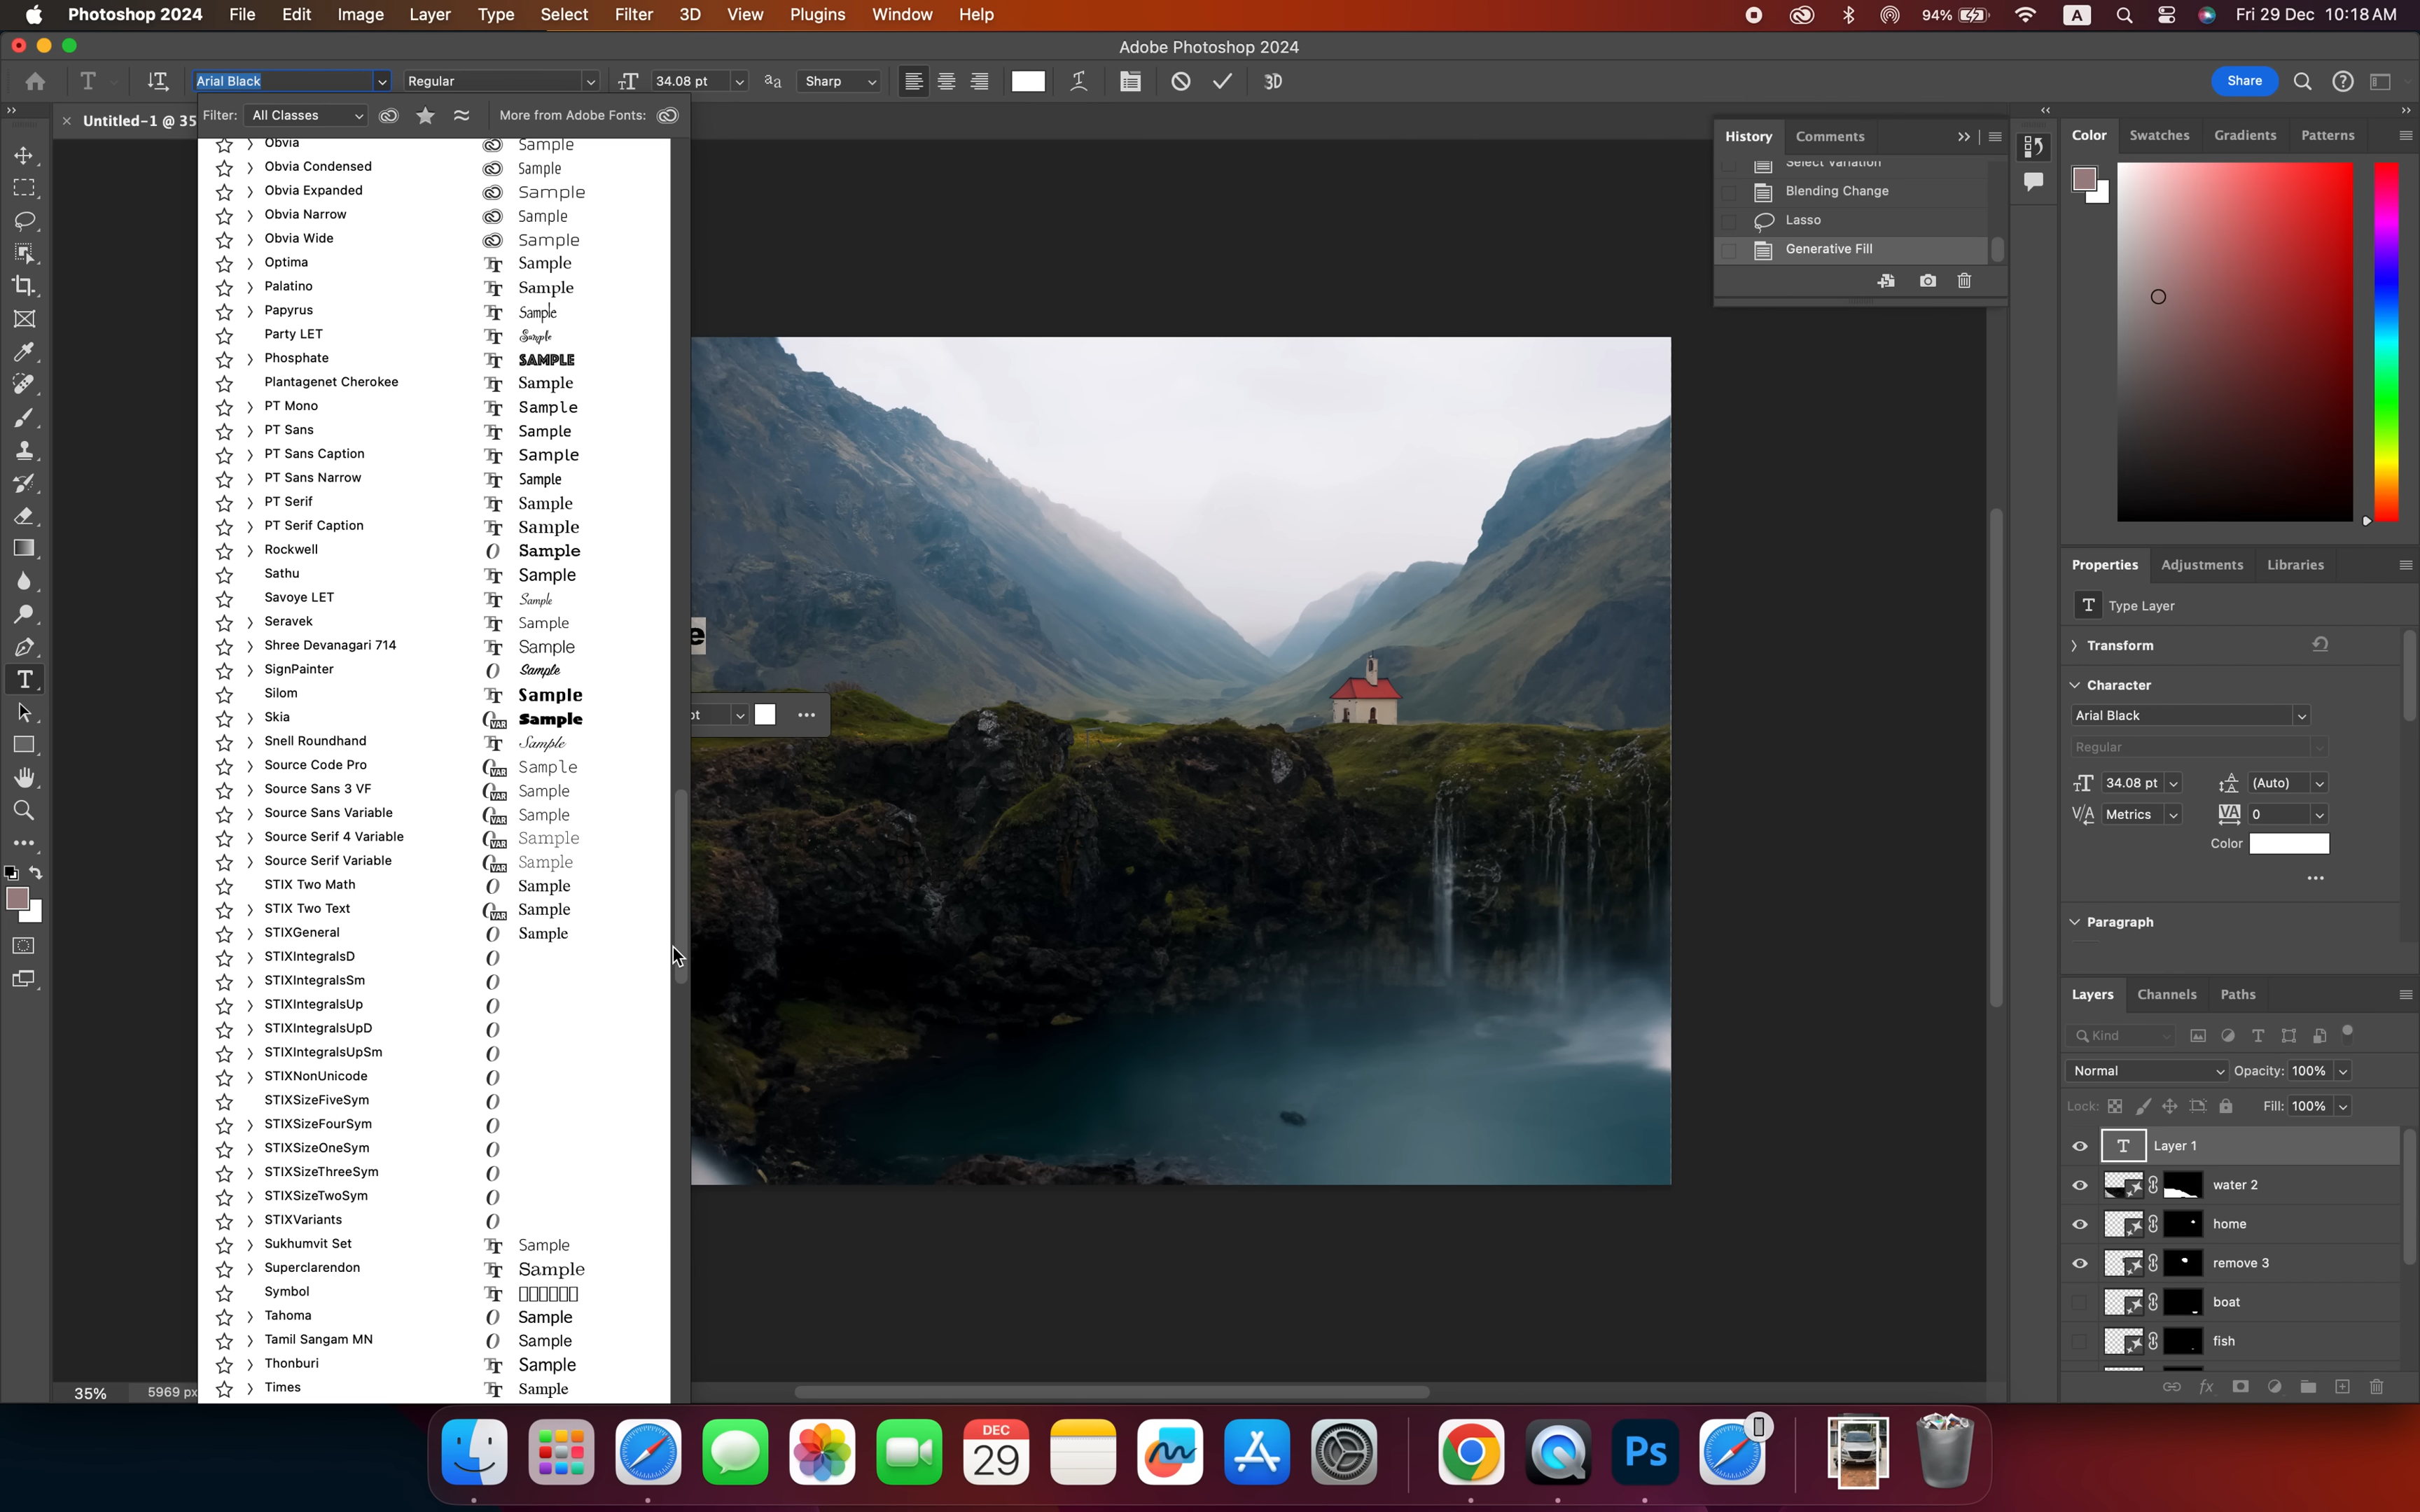 Photoshop 2024 File Edit Image Layer Type Select Filter 3D View Plugins Window Help 94% A Fri 29 Dec 10:18 AM
Adobe Photoshop 2024
Arial Black Regular 34.08 pt aa Sharp 3D Share
Filter: All Classes More from Adobe Fonts:
Untitled-1 @ 35
Obvia Sample
Obvia Condensed Sample
Obvia Expanded Sample
Obvia Narrow Sample
Obvia Wide Sample
Optima Sample
Palatino Sample
Papyrus Sample
Party LET Sample
Phosphate SAMPLE
Plantagenet Cherokee Sample
PT Mono Sample
PT Sans Sample
PT Sans Caption Sample
PT Sans Narrow Sample
PT Serif Sample
PT Serif Caption Sample
Rockwell Sample
Sathu Sample
Savoye LET Sample
Seravek Sample
Shree Devanagari 714 Sample
SignPainter Sample
Silom Sample
Skia Sample
Snell Roundhand Sample
Source Code Pro Sample
Source Sans 3 VF Sample
Source Sans Variable Sample
Source Serif 4 Variable Sample
Source Serif Variable Sample
STIX Two Math Sample
STIX Two Text Sample
STIXGeneral Sample
STIXIntegralsD
STIXIntegralsSm
STIXIntegralsUp
STIXIntegralsUpD
STIXIntegralsUpSm
STIXNonUnicode
STIXSizeFiveSym
STIXSizeFourSym
STIXSizeOneSym
STIXSizeThreeSym
STIXSizeTwoSym
STIXVariants
Sukhumvit Set Sample
Superclarendon Sample
Symbol
Tahoma Sample
Tamil Sangam MN Sample
Thonburi Sample
Times Sample
e
pt
35% 5969 px
History Comments
Select Variation
Blending Change
Lasso
Generative Fill
Color Swatches Gradients Patterns
Properties Adjustments Libraries
T Type Layer
Transform
Character
Arial Black
Regular
34.08 pt (Auto)
Metrics 0
Color
Paragraph
Layers Channels Paths
Kind
Normal Opacity: 100%
Lock: Fill: 100%
T Layer 1
water 2
home
remove 3
boat
fish
fx
DEC
29
Ps